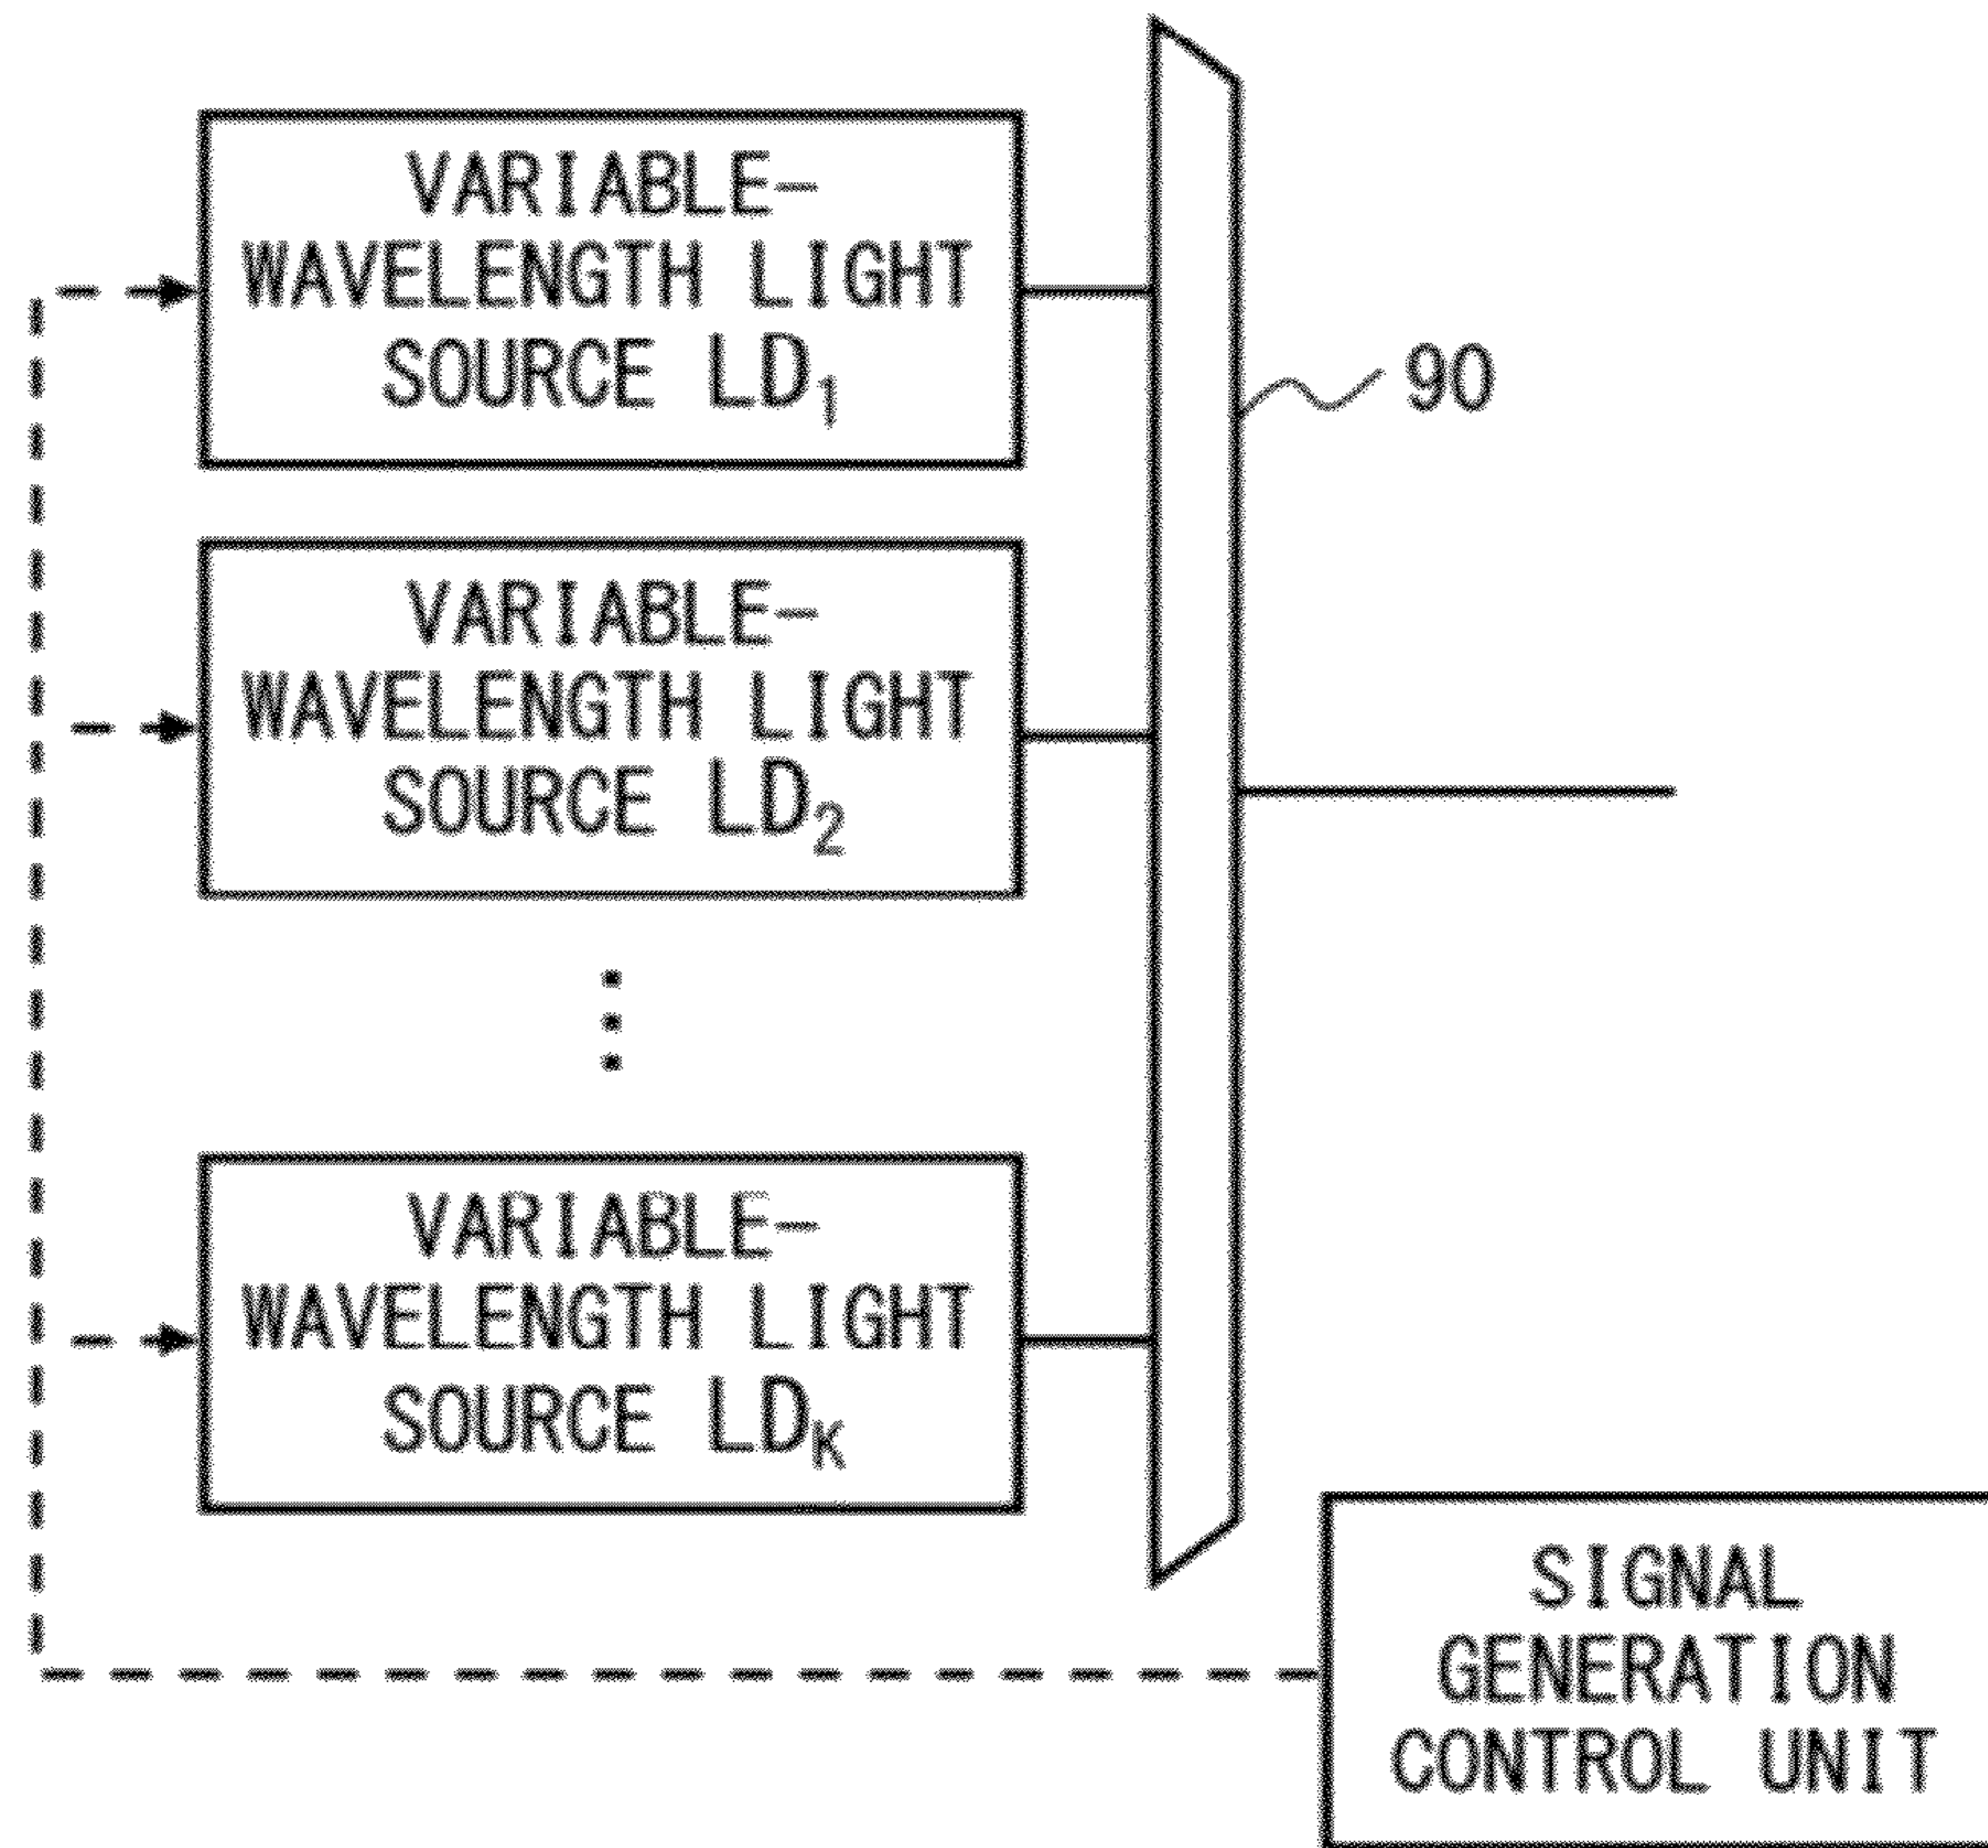 VARIABLE-
WAVELENGTH LIGHT
SOURCE LD₁
90
VARIABLE-
WAVELENGTH LIGHT
SOURCE LD₂
VARIABLE-
WAVELENGTH LIGHT
SOURCE LD_K
SIGNAL
GENERATION
CONTROL UNIT